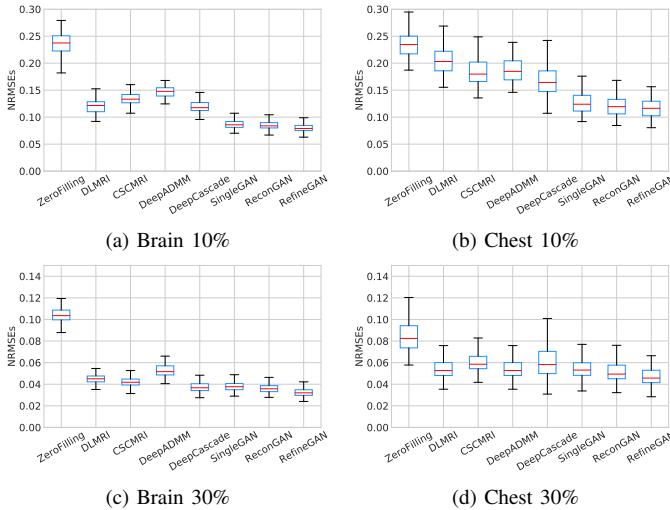 0.30
0.25
0.20
0.15
0.10
0.05
0.00
NRMSEs
ZeroFilling
DLMRI
CSCMRI
DeepADMM
DeepCascade
SingleGAN
ReconGAN
RefineGAN
(a) Brain 10%
0.30
0.25
0.20
0.15
0.10
0.05
0.00
NRMSEs
ZeroFilling
DLMRI
CSCMRI
DeepADMM
DeepCascade
SingleGAN
ReconGAN
RefineGAN
(b) Chest 10%
0.14
0.12
0.10
0.08
0.06
0.04
0.02
0.00
NRMSEs
ZeroFilling
DLMRI
CSCMRI
DeepADMM
DeepCascade
SingleGAN
ReconGAN
RefineGAN
(c) Brain 30%
0.14
0.12
0.10
0.08
0.06
0.04
0.02
0.00
NRMSEs
ZeroFilling
DLMRI
CSCMRI
DeepADMM
DeepCascade
SingleGAN
ReconGAN
RefineGAN
(d) Chest 30%